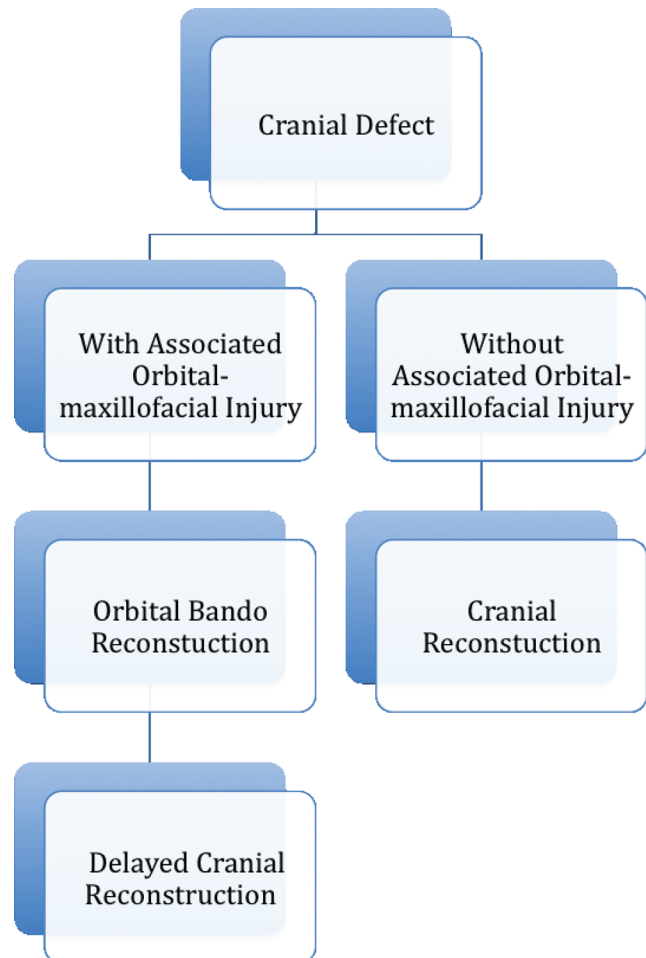 Cranial Defect
With Associated
Orbital-
maxillofacial Injury
Without
Associated Orbital-
maxillofacial Injury
Orbital Bando
Reconstuction
Cranial
Reconstuction
Delayed Cranial
Reconstruction